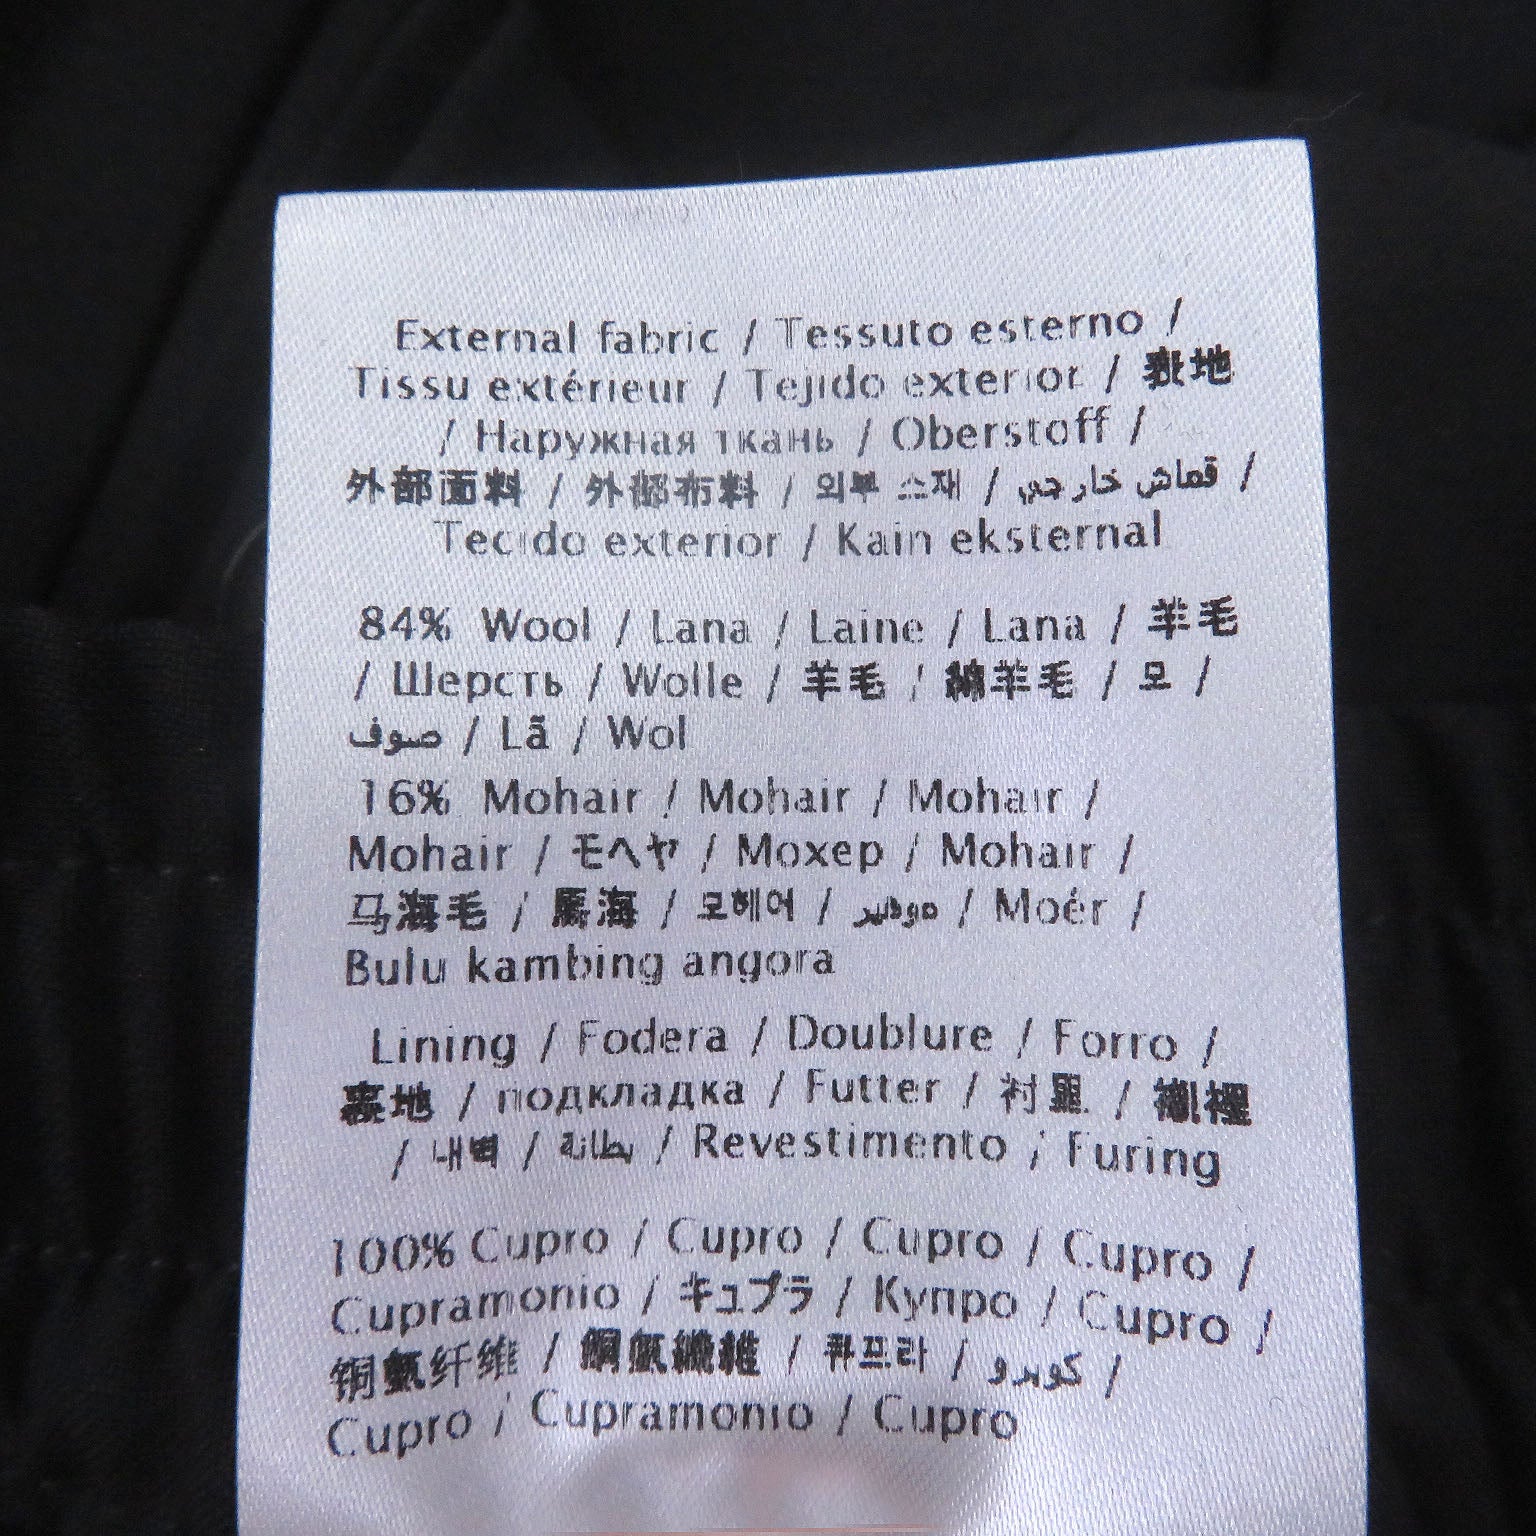 External fabric / Tessuto esterno /
Tissu extérieur / Tejido exterior / 表地
/ Наружная ткань / Oberstoff /
外部面料 / 外部布料 / 외부 소재 / قماش خارجي /
Tecido exterior / Kain eksternal
84% Wool / Lana / Laine / Lana / 羊毛
/ Шерсть / Wolle / 羊毛 / 綿羊毛 / 모 /
صوف / Lã / Wol
16% Mohair / Mohair / Mohair /
Mohair / モヘヤ / Мохер / Mohair /
马海毛 / 馬海 / 모헤어 / موهير / Moér /
Bulu kambing angora
Lining / Fodera / Doublure / Forro /
裏地 / подкладка / Futter / 衬里 / 襯裡
/ 내벽 / بطانة / Revestimento / Furing
100% Cupro / Cupro / Cupro / Cupro /
Cupramonio / キュプラ / Купро / Cupro /
铜氨纤维 / 銅氨纖維 / 큐프라 / كوبرو /
Cupro / Cupramonio / Cupro